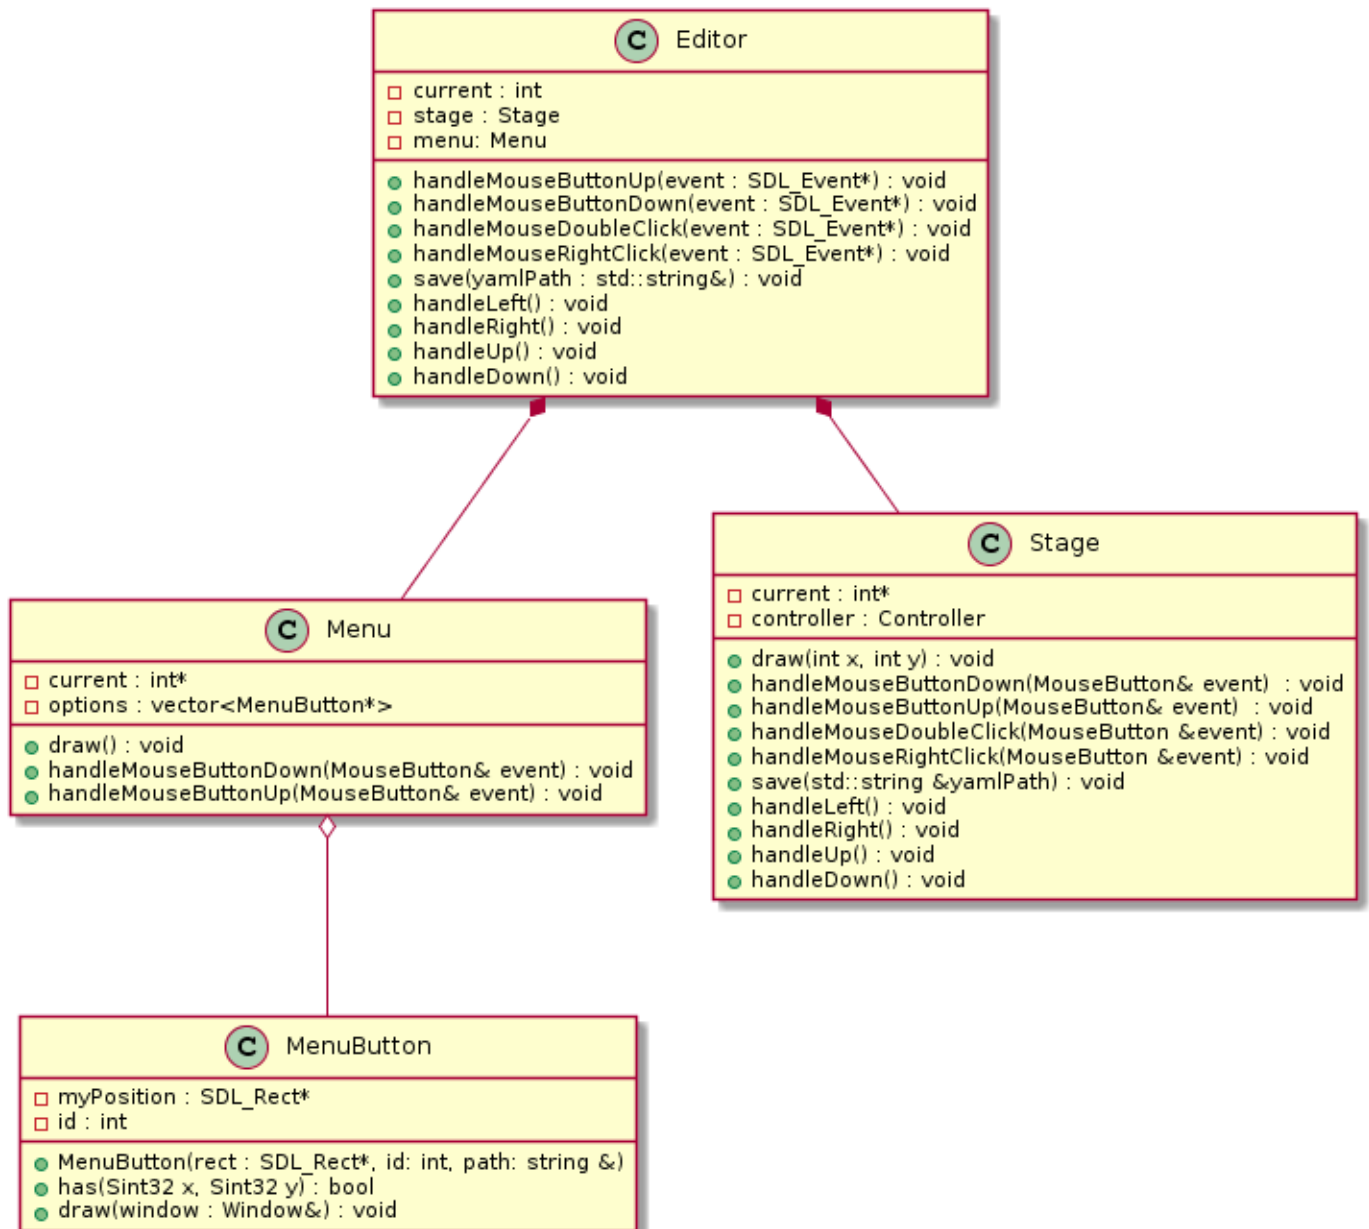 C Editor
current : int
stage : Stage
menu: Menu
handleMouseButtonUp(event : SDL_Event*) : void
handleMouseButtonDown(event : SDL_Event*) : void
handleMouseDoubleClick(event : SDL_Event*) : void
handleMouseRightClick(event : SDL_Event*) : void
save(yamlPath : std::string&) : void
handleLeft() : void
handleRight() : void
handleUp() : void
handleDown() : void
C Menu
current : int*
options : vector<MenuButton*>
draw() : void
handleMouseButtonDown(MouseButton& event) : void
handleMouseButtonUp(MouseButton& event) : void
C Stage
current : int*
controller : Controller
draw(int x, int y) : void
handleMouseButtonDown(MouseButton& event)  : void
handleMouseButtonUp(MouseButton& event)  : void
handleMouseDoubleClick(MouseButton &event) : void
handleMouseRightClick(MouseButton &event) : void
save(std::string &yamlPath) : void
handleLeft() : void
handleRight() : void
handleUp() : void
handleDown() : void
C MenuButton
myPosition : SDL_Rect*
id : int
MenuButton(rect : SDL_Rect*, id: int, path: string &)
has(Sint32 x, Sint32 y) : bool
draw(window : Window&) : void